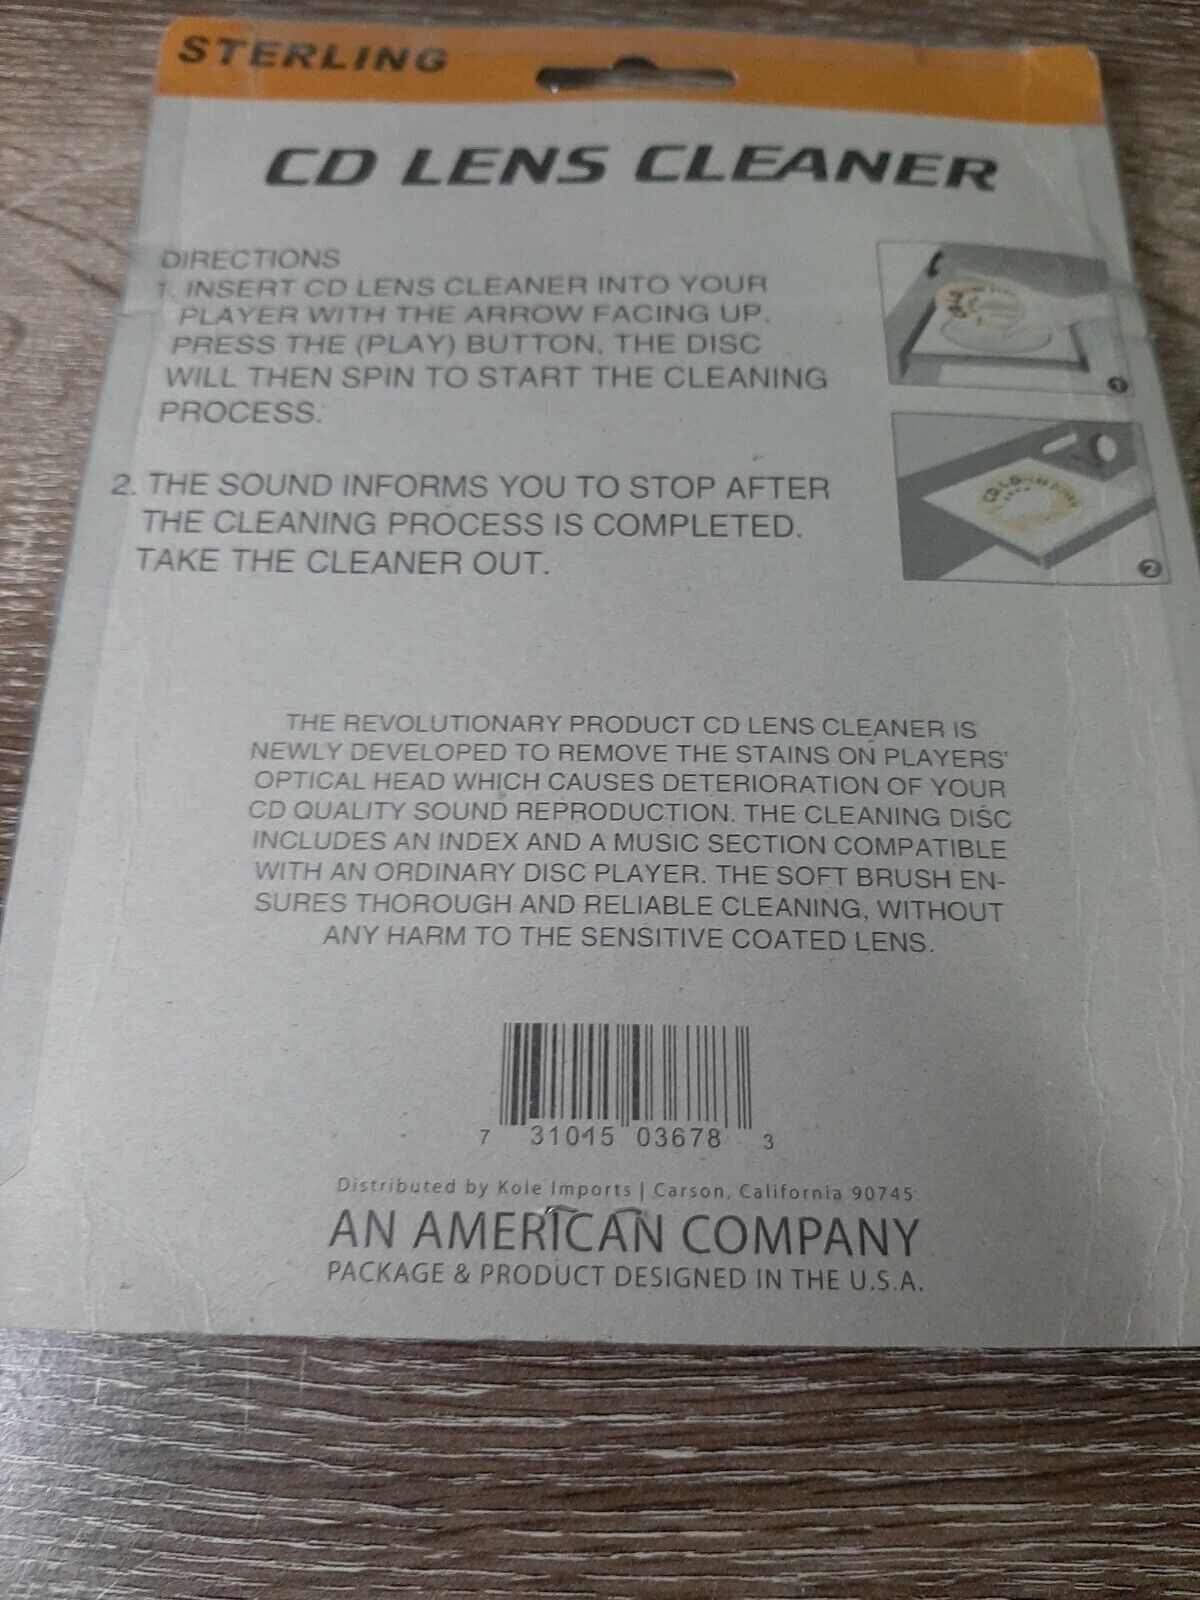 STERLING
CD LENS CLEANER
DIRECTIONS
1. INSERT CD LENS CLEANER INTO YOUR
PLAYER WITH THE ARROW FACING UP.
PRESS THE (PLAY) BUTTON. THE DISC
WILL THEN SPIN TO START THE CLEANING
PROCESS.
1
2. THE SOUND INFORMS YOU TO STOP AFTER
THE CLEANING PROCESS IS COMPLETED.
TAKE THE CLEANER OUT.
2
THE REVOLUTIONARY PRODUCT CD LENS CLEANER IS
NEWLY DEVELOPED TO REMOVE THE STAINS ON PLAYERS'
OPTICAL HEAD WHICH CAUSES DETERIORATION OF YOUR
CD QUALITY SOUND REPRODUCTION. THE CLEANING DISC
INCLUDES AN INDEX AND A MUSIC SECTION COMPATIBLE
WITH AN ORDINARY DISC PLAYER. THE SOFT BRUSH EN-
SURES THOROUGH AND RELIABLE CLEANING, WITHOUT
ANY HARM TO THE SENSITIVE COATED LENS.
7 31015 03678 3
Distributed by Kole Imports | Carson, California 90745
AN AMERICAN COMPANY
PACKAGE & PRODUCT DESIGNED IN THE U.S.A.